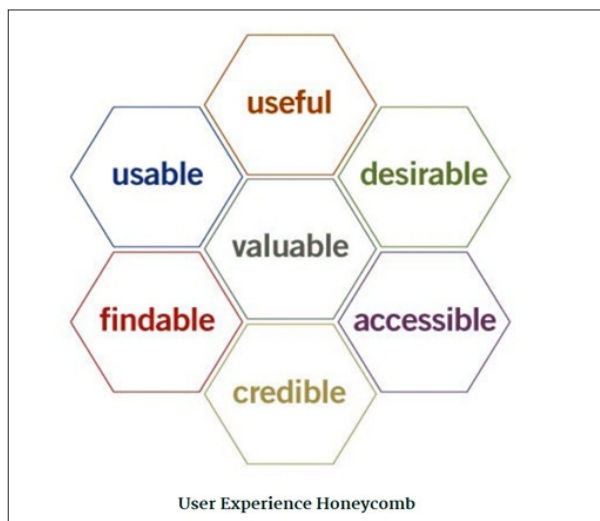 useful
usable
desirable
valuable
findable
accessible
credible
User Experience Honeycomb